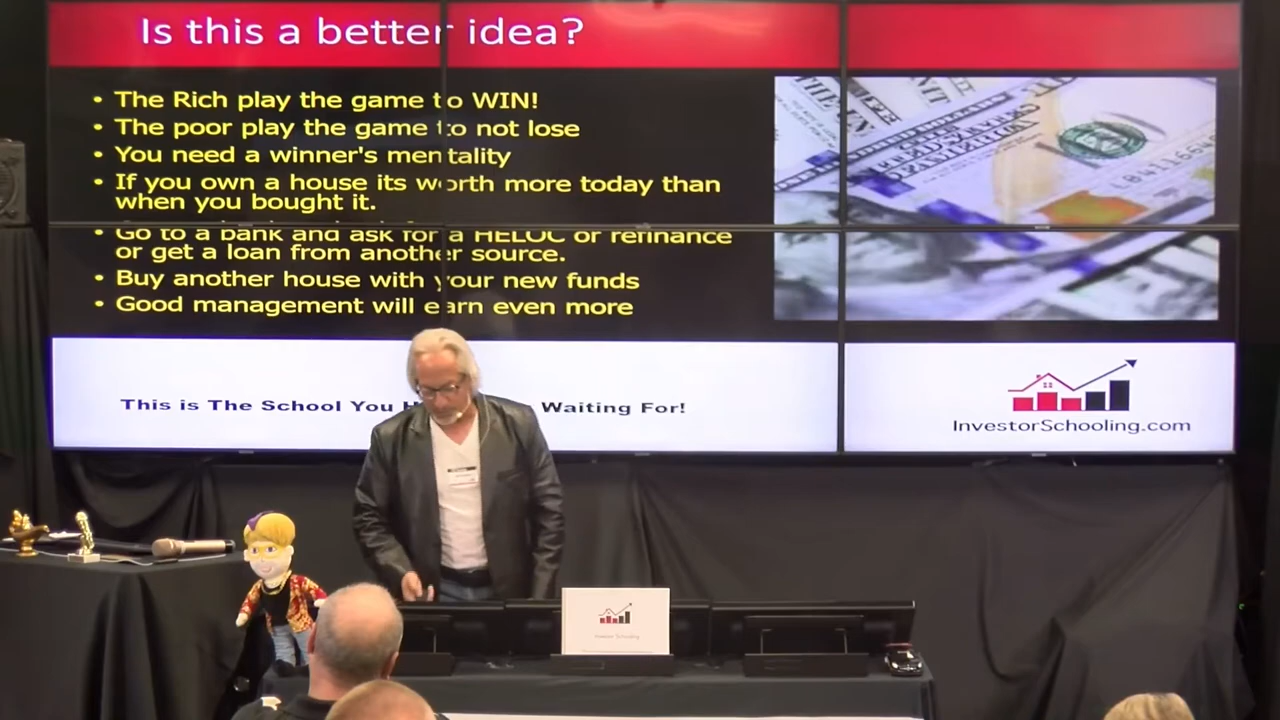 Is this a better idea?
• The Rich play the game to WIN!
• The poor play the game to not lose
• You need a winner's mentality
• If you own a house its worth more today than
when you bought it.
• Go to a bank and ask for a HELOC or refinance
or get a loan from another source.
• Buy another house with your new funds
• Good management will earn even more
This is The School You H Waiting For!
InvestorSchooling.com
Investor Schooling